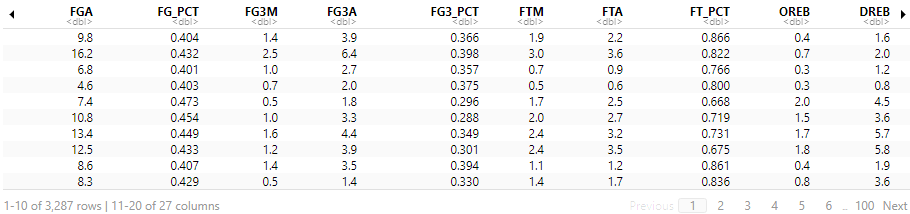 FGA FG_PCT FG3M FG3A FG3_PCT FTM FTA FT_PCT OREB DREB
<dbl> <dbl> <dbl> <dbl> <dbl> <dbl> <dbl> <dbl> <dbl> <dbl>
9.8 0.404 1.4 3.9 0.366 1.9 2.2 0.866 0.4 1.6
16.2 0.432 2.5 6.4 0.398 3.0 3.6 0.822 0.7 2.0
6.8 0.401 1.0 2.7 0.357 0.7 0.9 0.766 0.3 1.2
4.6 0.403 0.7 2.0 0.375 0.5 0.6 0.800 0.3 0.8
7.4 0.473 0.5 1.8 0.296 1.7 2.5 0.668 2.0 4.5
10.8 0.454 1.0 3.3 0.288 2.0 2.7 0.719 1.5 3.6
13.4 0.449 1.6 4.4 0.349 2.4 3.2 0.731 1.7 5.7
12.5 0.433 1.2 3.9 0.301 2.4 3.5 0.675 1.8 5.8
8.6 0.407 1.4 3.5 0.394 1.1 1.2 0.861 0.4 1.9
8.3 0.429 0.5 1.4 0.330 1.4 1.7 0.836 0.8 3.6
1-10 of 3,287 rows | 11-20 of 27 columns Previous 1 2 3 4 5 6 ... 100 Next